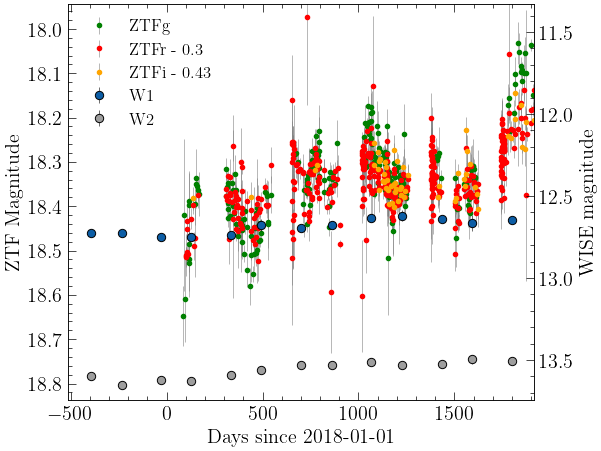 ZTFg
ZTFr - 0.3
ZTFi - 0.43
W1
W2
ZTF Magnitude
18.0
18.1
18.2
18.3
18.4
18.5
18.6
18.7
18.8
WISE magnitude
11.5
12.0
12.5
13.0
13.5
−500
0
500
1000
1500
Days since 2018-01-01